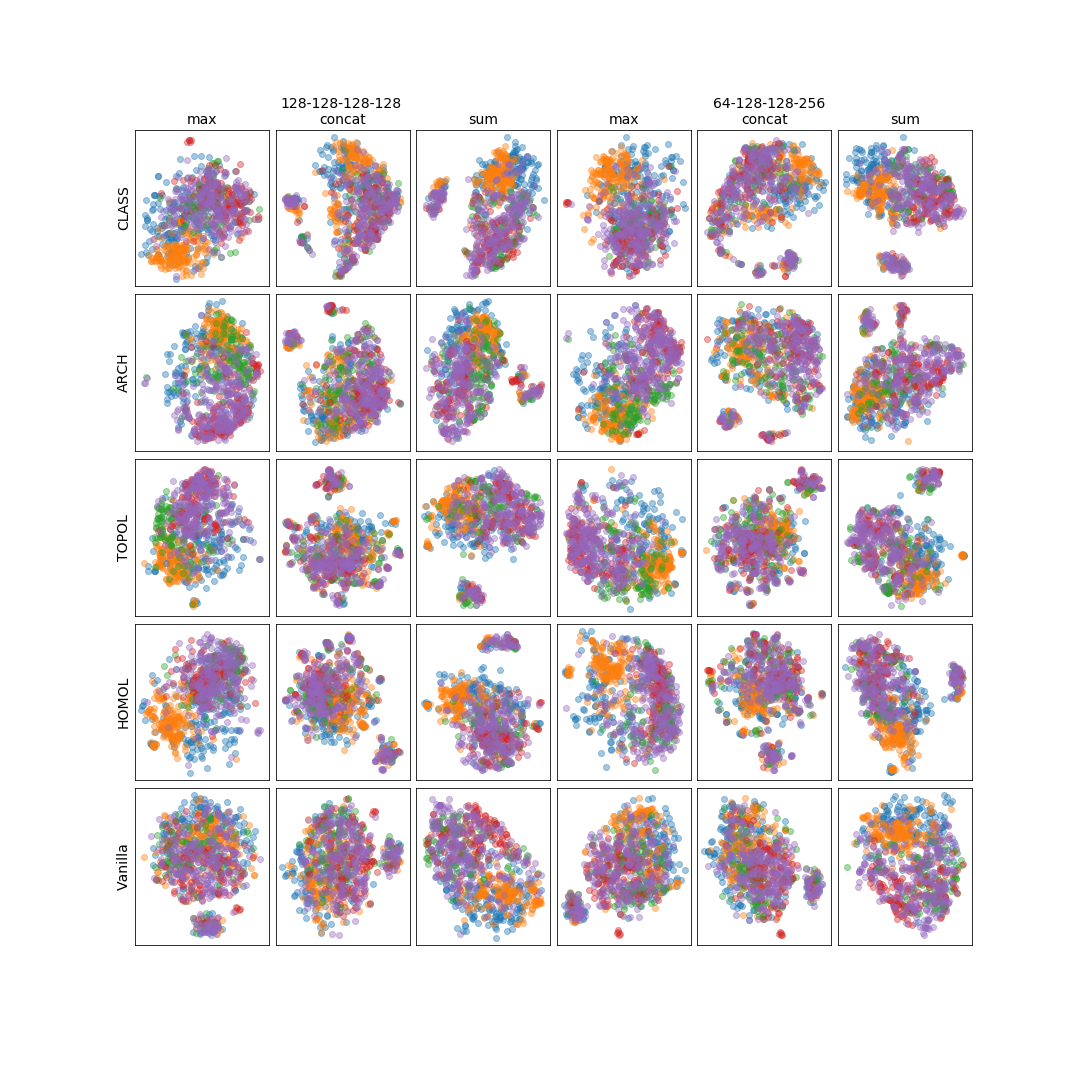 128-128-128-128
64-128-128-256
max
concat
sum
max
concat
sum
CLASS
ARCH
TOPOL
HOMOL
Vanilla